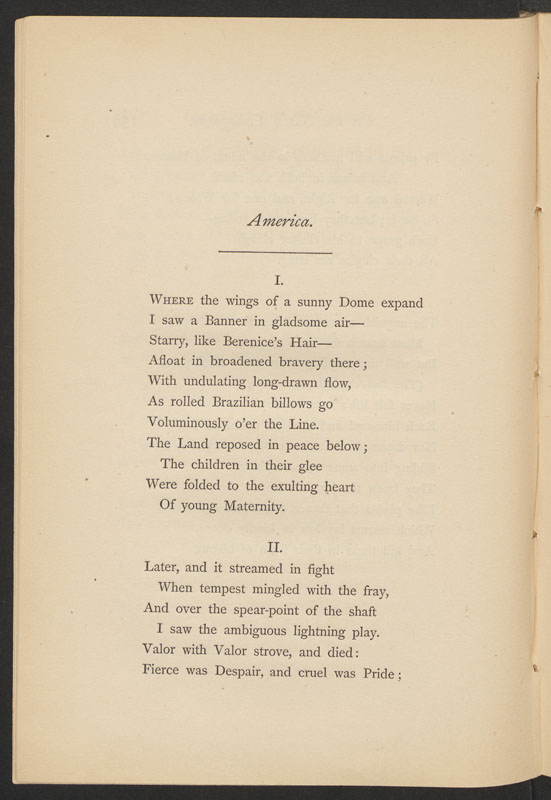 America.
I.
WHERE the wings of a sunny Dome expand
I saw a Banner in gladsome air—
Starry, like Berenice's Hair—
Afloat in broadened bravery there;
With undulating long-drawn flow,
As rolled Brazilian billows go
Voluminously o'er the Line.
The Land reposed in peace below;
The children in their glee
Were folded to the exulting heart
Of young Maternity.
II.
Later, and it streamed in fight
When tempest mingled with the fray,
And over the spear-point of the shaft
I saw the ambiguous lightning play.
Valor with Valor strove, and died:
Fierce was Despair, and cruel was Pride;